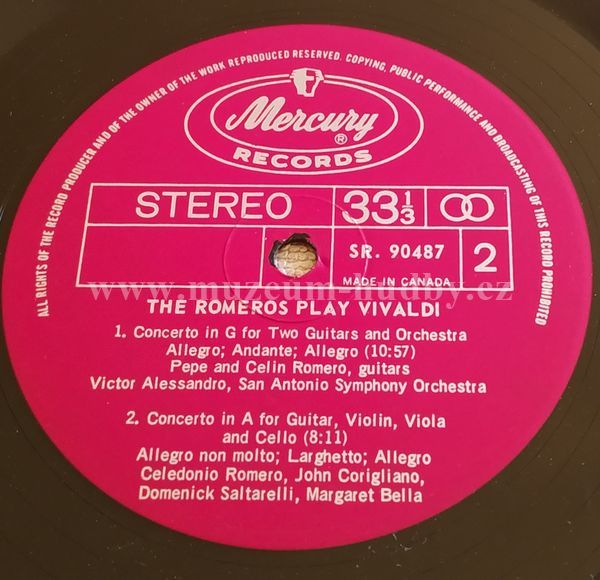 ALL RIGHTS OF THE RECORD PRODUCER AND OF THE OWNER OF THE WORK REPRODUCED RESERVED. COPYING, PUBLIC PERFORMANCE AND BROADCASTING OF THIS RECORD PROHIBITED
Mercury ®
RECORDS
STEREO 33⅓
SR. 90487 2
MADE IN CANADA
www.muzeum-hudby.cz
THE ROMEROS PLAY VIVALDI
1. Concerto in G for Two Guitars and Orchestra
Allegro; Andante; Allegro (10:57)
Pepe and Celin Romero, guitars
Victor Alessandro, San Antonio Symphony Orchestra
2. Concerto in A for Guitar, Violin, Viola
and Cello (8:11)
Allegro non molto; Larghetto; Allegro
Celedonio Romero, John Corigliano,
Domenick Saltarelli, Margaret Bella